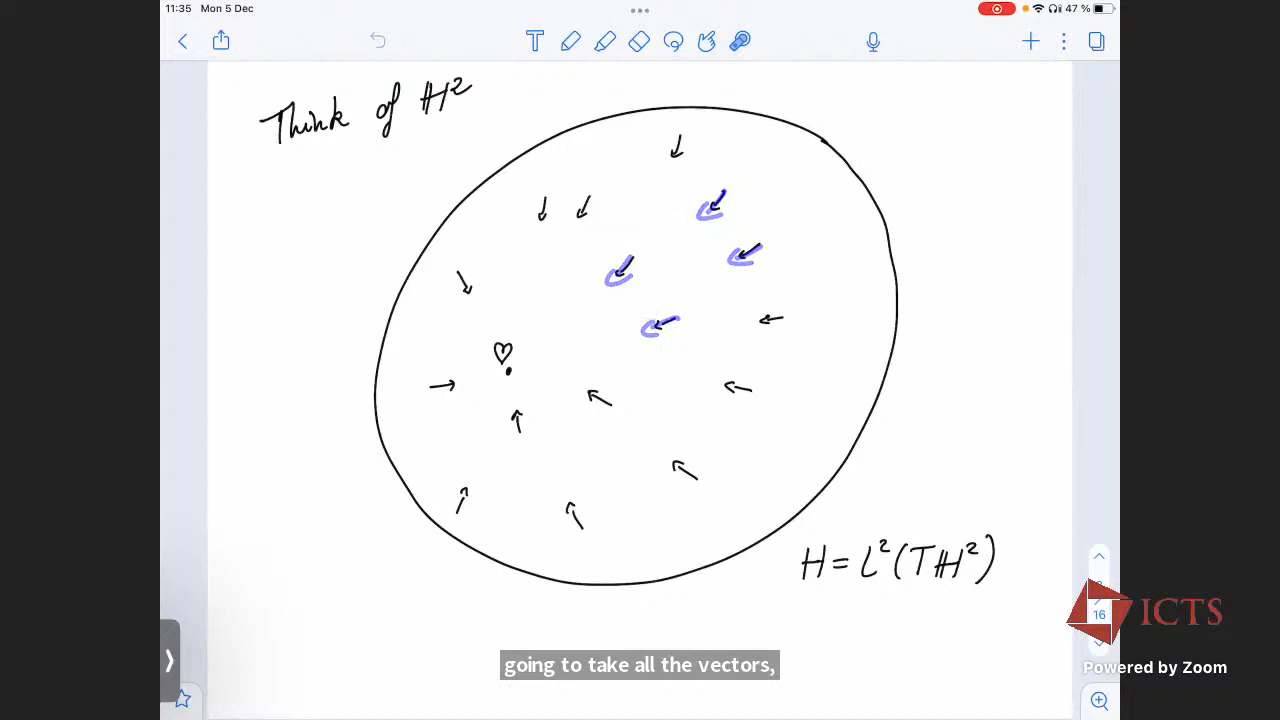 11:35 Mon 5 Dec
47 %
Think of ℍ²
♡
H = L²(Tℍ²)
16
ICTS
going to take all the vectors,
Powered by Zoom